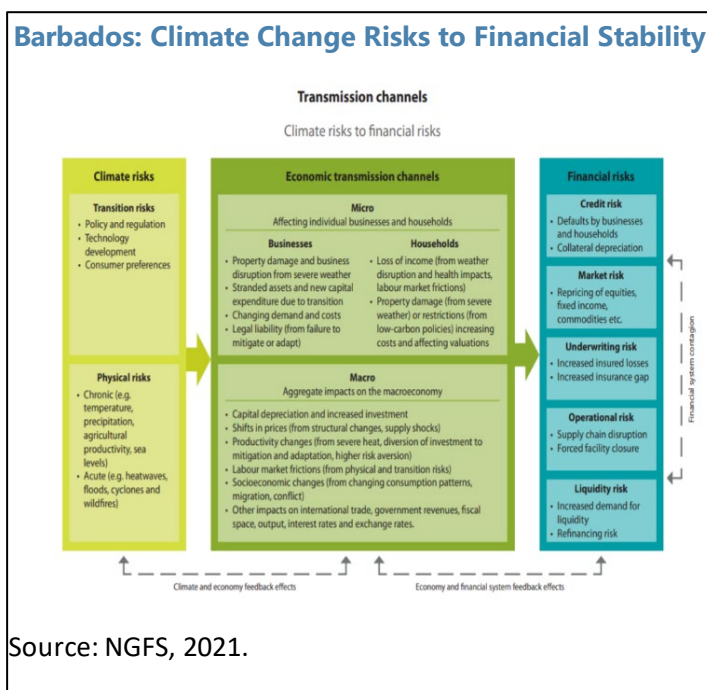 Barbados: Climate Change Risks to Financial Stability
Transmission channels
Climate risks to financial risks
Climate risks
Transition risks
• Policy and regulation
• Technology
development
• Consumer preferences
Physical risks
• Chronic (e.g.
temperature,
precipitation,
agricultural
productivity, sea
levels)
• Acute (e.g. heatwaves,
floods, cyclones and
wildfires)
Economic transmission channels
Micro
Affecting individual businesses and households
Businesses
• Property damage and business
disruption from severe weather
• Stranded assets and new capital
expenditure due to transition
• Changing demand and costs
• Legal liability (from failure to
mitigate or adapt)
Households
• Loss of income (from weather
disruption and health impacts,
labour market frictions)
• Property damage (from severe
weather) or restrictions (from
low-carbon policies) increasing
costs and affecting valuations
Macro
Aggregate impacts on the macroeconomy
• Capital depreciation and increased investment
• Shifts in prices (from structural changes, supply shocks)
• Productivity changes (from severe heat, diversion of investment to
mitigation and adaptation, higher risk aversion)
• Labour market frictions (from physical and transition risks)
• Socioeconomic changes (from changing consumption patterns,
migration, conflict)
• Other impacts on international trade, government revenues, fiscal
space, output, interest rates and exchange rates.
Financial risks
Credit risk
• Defaults by businesses
and households
• Collateral depreciation
Market risk
• Repricing of equities,
fixed income,
commodities etc.
Underwriting risk
• Increased insured losses
• Increased insurance gap
Operational risk
• Supply chain disruption
• Forced facility closure
Liquidity risk
• Increased demand for
liquidity
• Refinancing risk
Financial system contagion
Climate and economy feedback effects
Economy and financial system feedback effects
Source: NGFS, 2021.